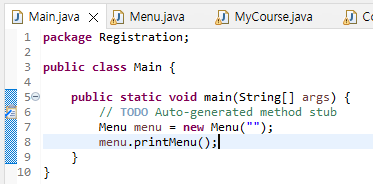 Main.java Menu.java MyCourse.java
1 package Registration;
2
3 public class Main {
4
5 public static void main(String[] args) {
6 // TODO Auto-generated method stub
7 Menu menu = new Menu("");
8 menu.printMenu();
9 }
10 }